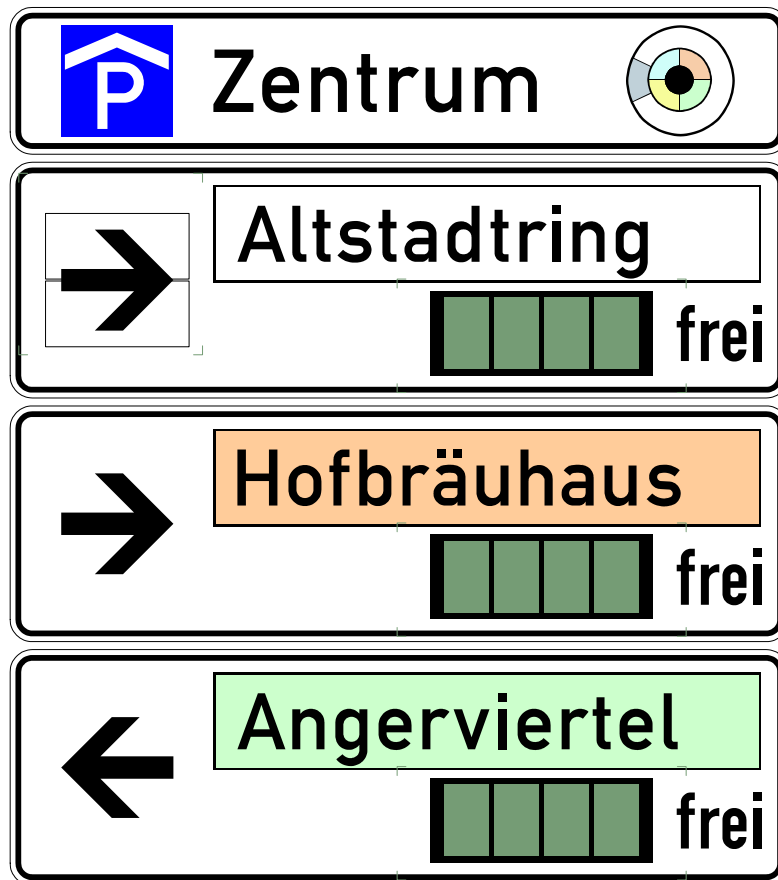 P Zentrum
Altstadtring
frei
Hofbräuhaus
frei
Angerviertel
frei